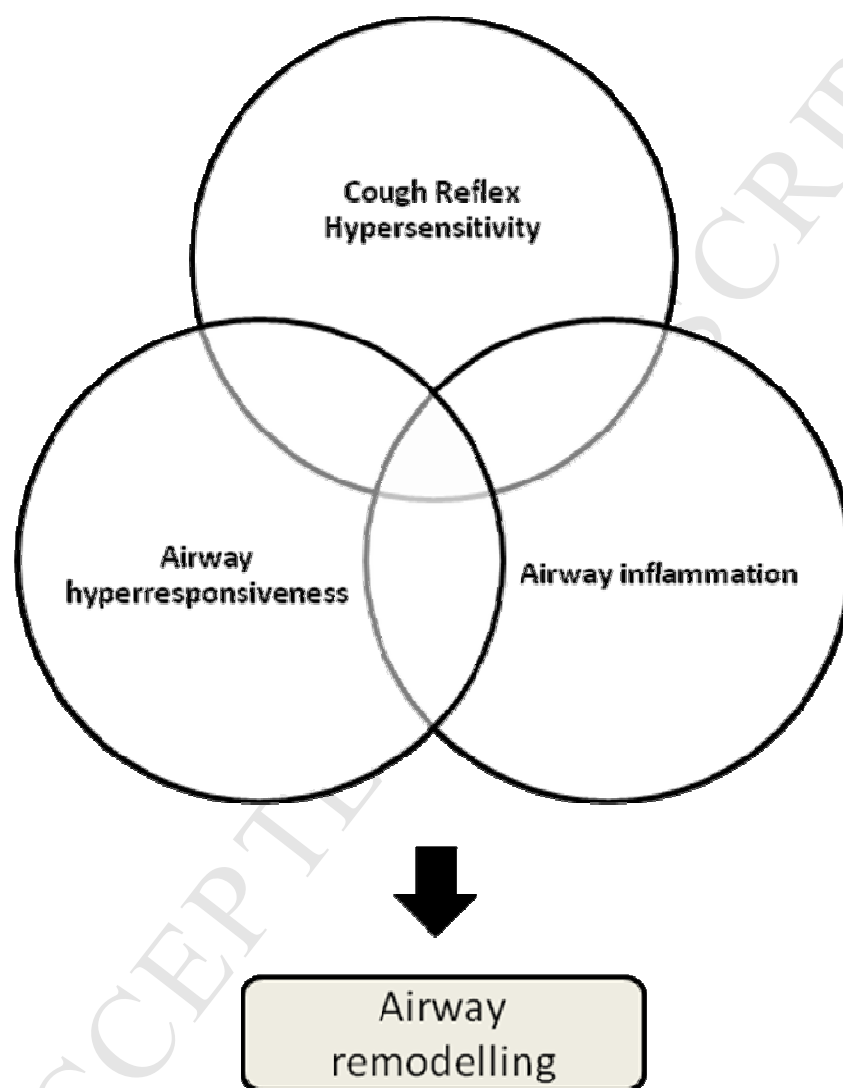 Cough Reflex
Hypersensitivity
Airway
hyperresponsiveness
Airway inflammation
Airway
remodelling